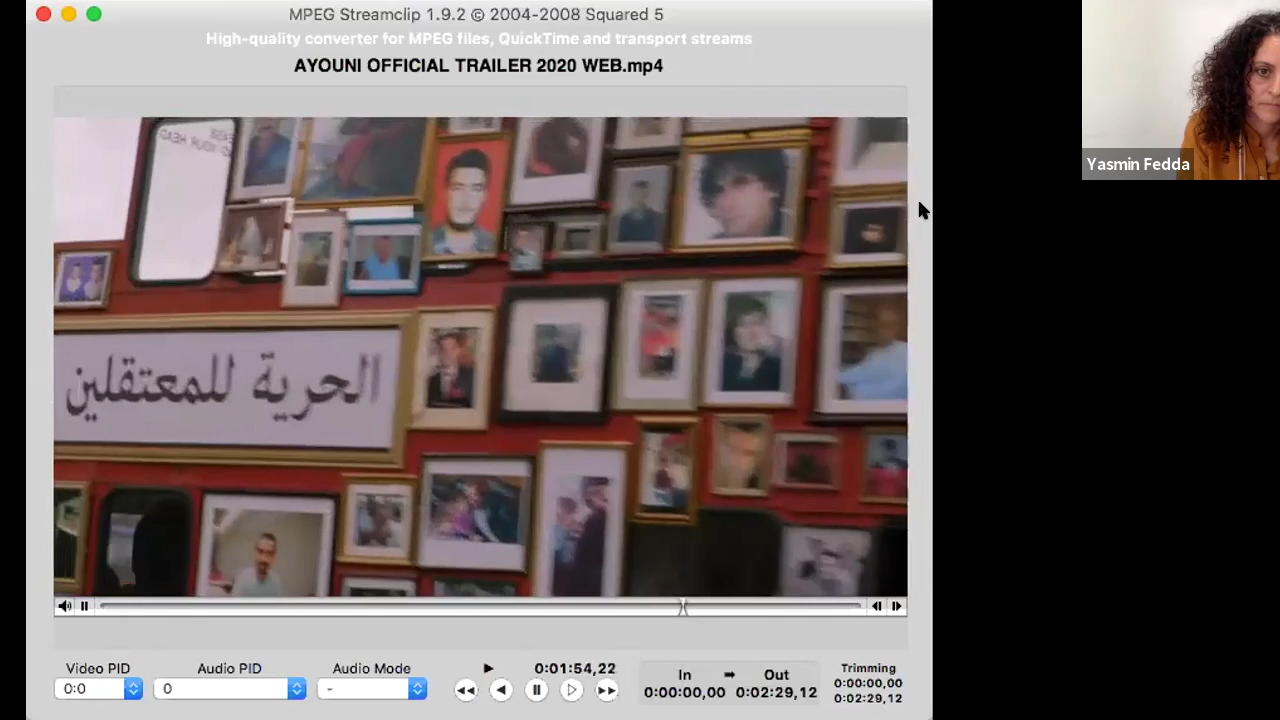 MPEG Streamclip 1.9.2 © 2004-2008 Squared 5
High-quality converter for MPEG files, QuickTime and transport streams
AYOUNI OFFICIAL TRAILER 2020 WEB.mp4
Yasmin Fedda
الحرية للمعتقلين
Video PID
Audio PID
Audio Mode
0:01:54,22
In
Out
Trimming
0:0
0
-
0:00:00,00
0:02:29,12
0:00:00,00
0:02:29,12